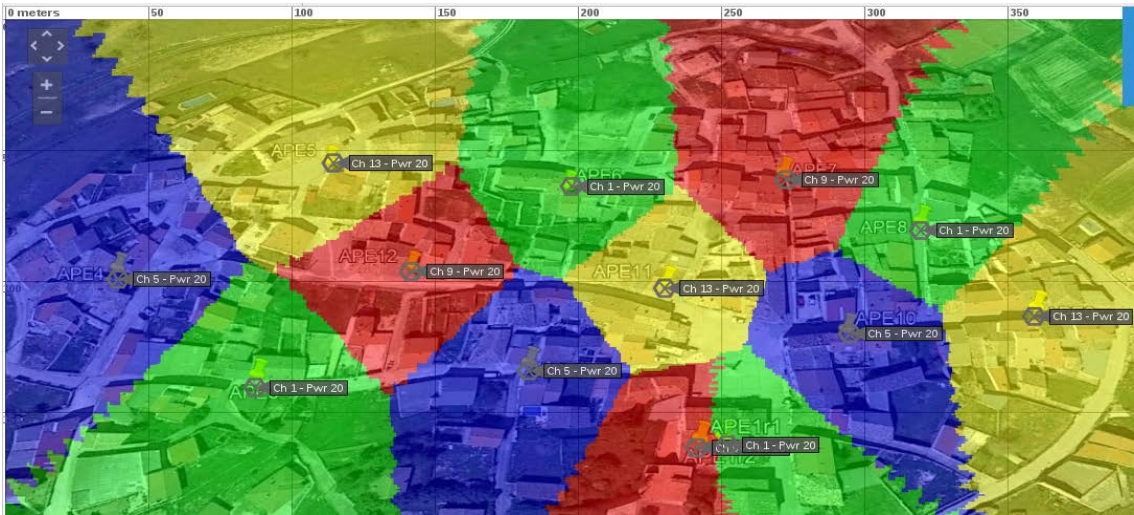 0 meters 50 100 150 200 250 300 350
APE5
Ch 13 - Pwr 20
APE6
Ch 1 - Pwr 20
APE7
Ch 9 - Pwr 20
APE8
Ch 1 - Pwr 20
APE4
Ch 5 - Pwr 20
APE12
Ch 9 - Pwr 20
APE11
Ch 13 - Pwr 20
100
APE10
Ch 5 - Pwr 20
Ch 13 - Pwr 20
Ch 5 - Pwr 20
Ch 1 - Pwr 20
APE1r1
Ch 1 - Pwr 20